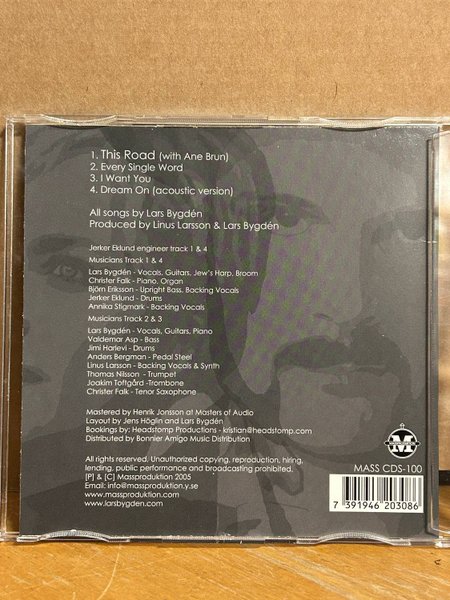 1. This Road (with Ane Brun)
2. Every Single Word
3. I Want You
4. Dream On (acoustic version)
All songs by Lars Bygdén
Produced by Linus Larsson & Lars Bygdén
Jerker Eklund engineer track 1 & 4
Musicians Track 1 & 4
Lars Bygdén - Vocals, Guitars, Jew's Harp, Broom
Christer Falk - Piano, Organ
Björn Eriksson - Upright Bass, Backing Vocals
Jerker Eklund - Drums
Annika Stigmark - Backing Vocals
Musicians Track 2 & 3
Lars Bygdén - Vocals, Guitars, Piano
Valdemar Asp - Bass
Jimi Harlevi - Drums
Anders Bergman - Pedal Steel
Linus Larsson - Backing Vocals & Synth
Thomas Nilsson - Trumpet
Joakim Toftgård -Trombone
Christer Falk - Tenor Saxophone
Mastered by Henrik Jonsson at Masters of Audio
Layout by Jens Höglin and Lars Bygdén
Bookings by: Headstomp Productions - kristian@headstomp.com
Distributed by Bonnier Amigo Music Distribution
All rights reserved. Unauthorized copying, reproduction, hiring,
lending, public performance and broadcasting prohibited.
[P] & [C] Massproduktion 2005
Email: info@massproduktion.y.se
www.massproduktion.com
www.larsbygden.com
M
MASS CDS-100
7 391946 203086